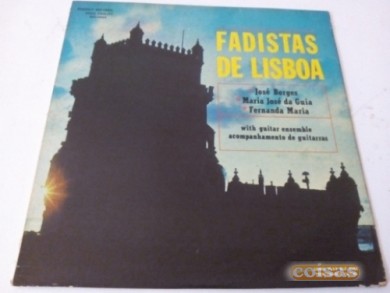 FADISTAS
DE LISBOA
José Borges
Maria José da Guia
Fernanda Maria
with guitar ensemble
acompanhamento de guitarras
coisas